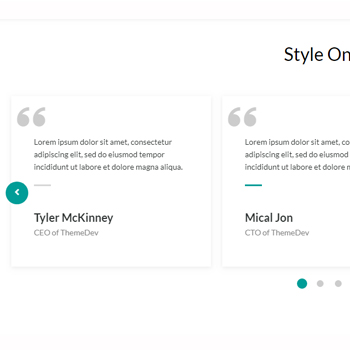 Style On
Lorem ipsum dolor sit amet, consectetur
adipiscing elit, sed do eiusmod tempor
incididunt ut labore et dolore magna aliqua.
Tyler McKinney
CEO of ThemeDev
Lorem ipsum dolor sit amet, co
adipiscing elit, sed do eiusmod
incididunt ut labore et dolore m
Mical Jon
CTO of ThemeDev